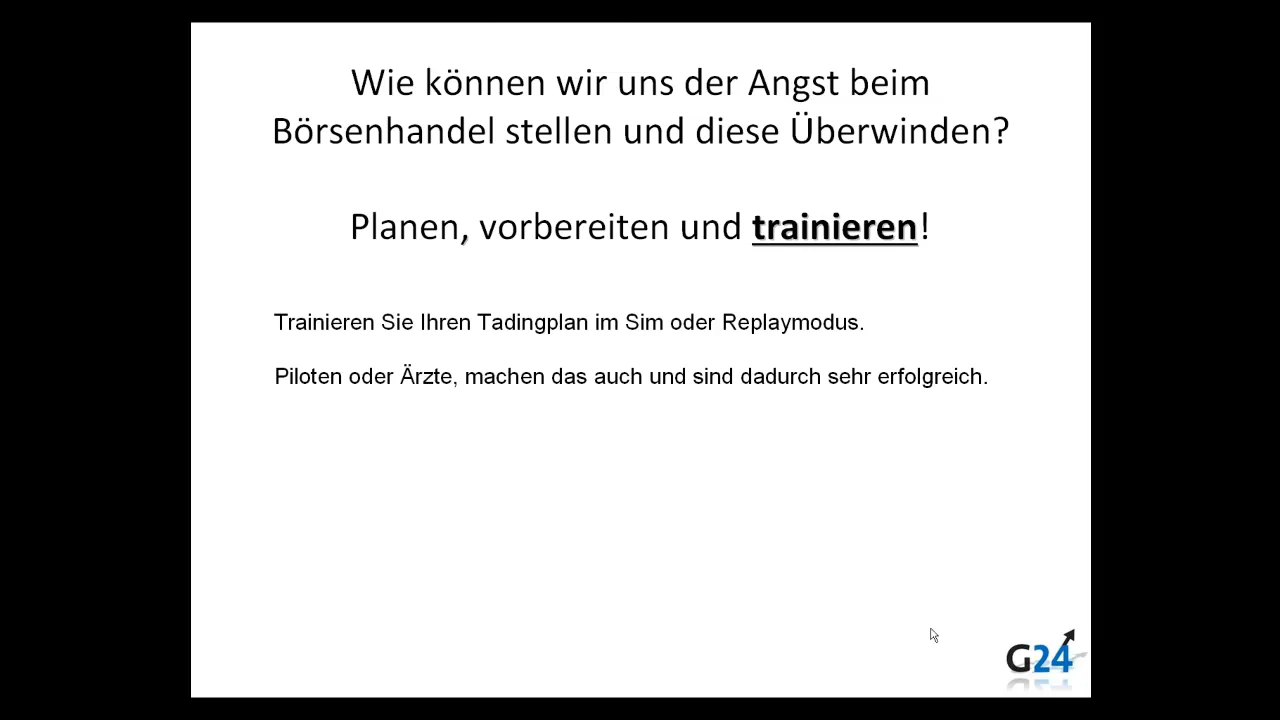 Wie können wir uns der Angst beim
Börsenhandel stellen und diese Überwinden?
Planen, vorbereiten und trainieren!
Trainieren Sie Ihren Tadingplan im Sim oder Replaymodus.
Piloten oder Ärzte, machen das auch und sind dadurch sehr erfolgreich.
G24